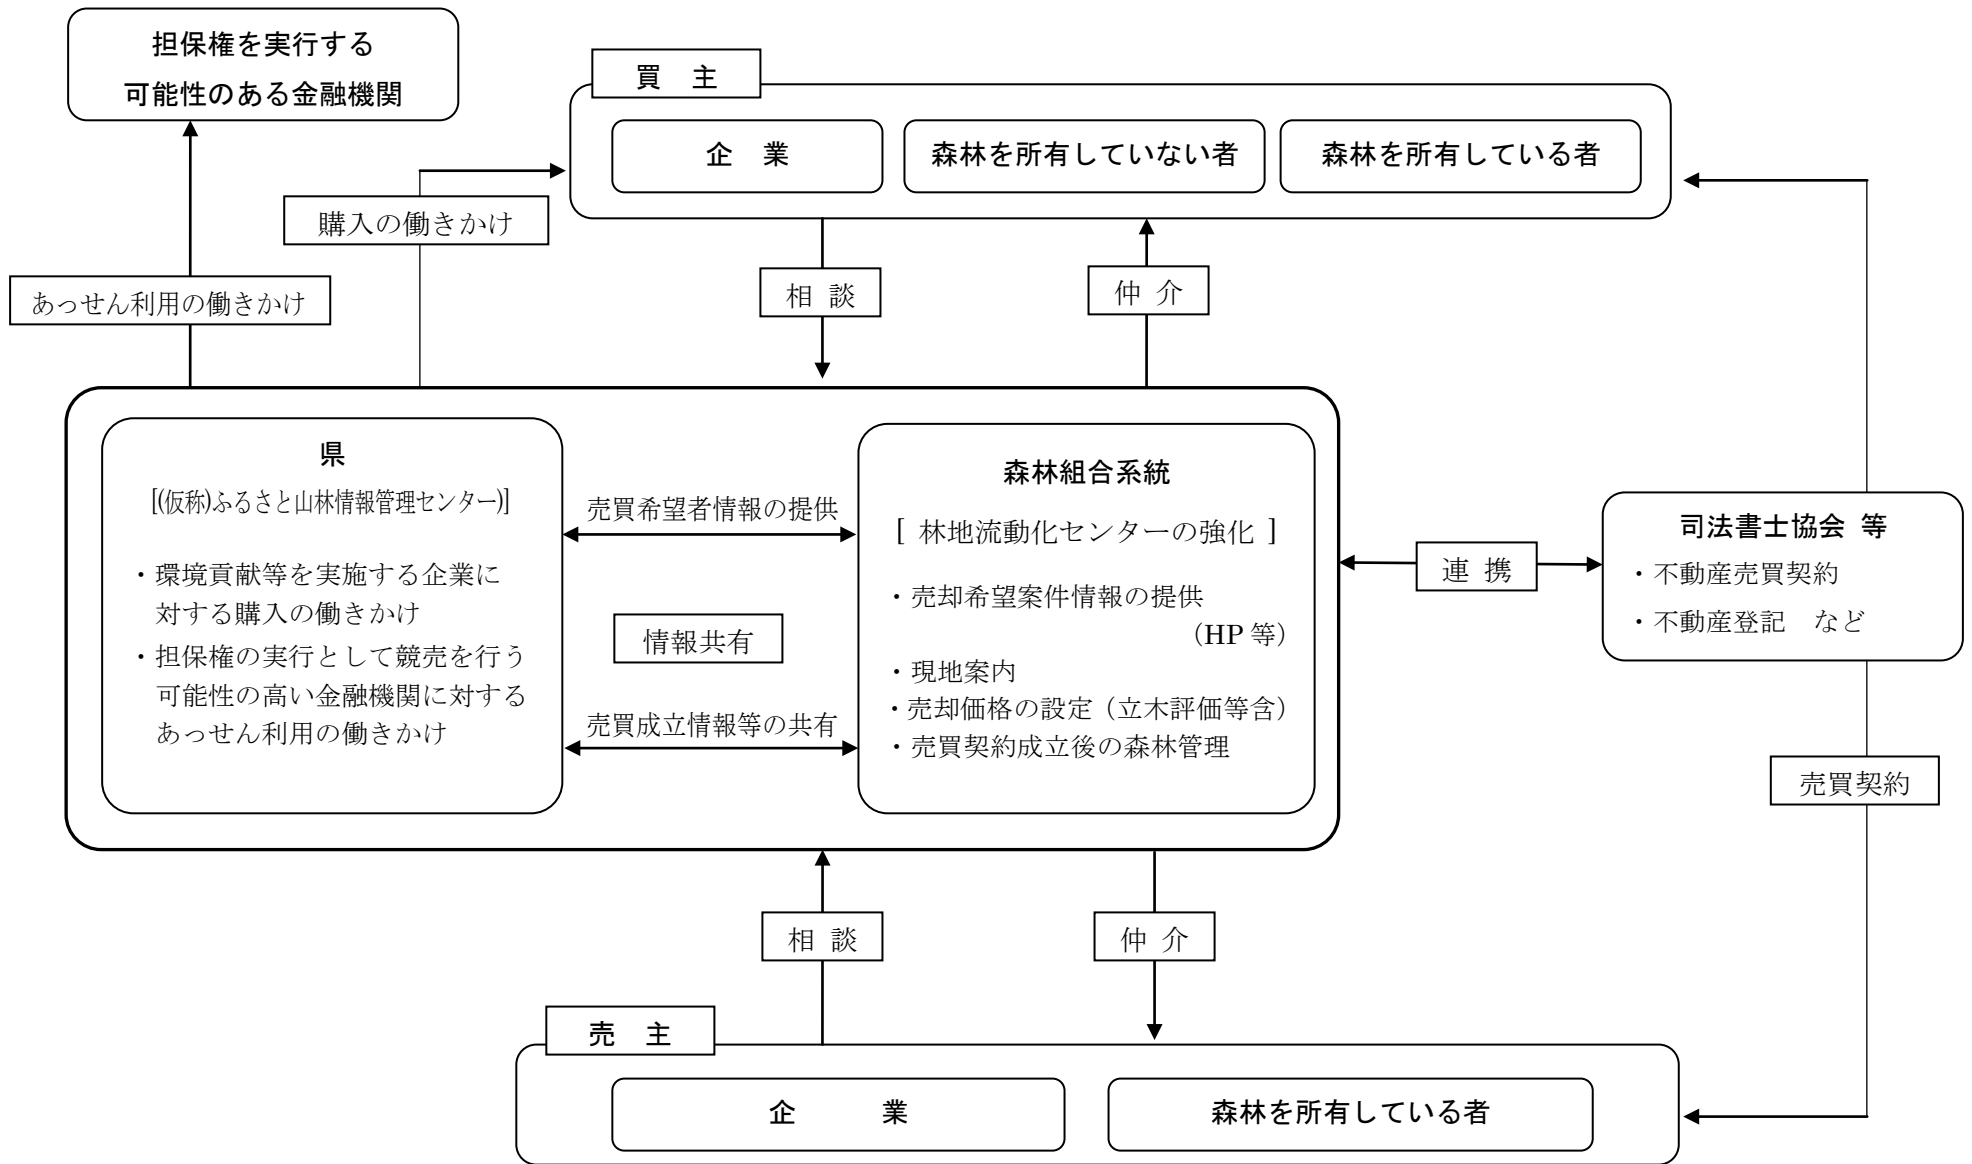 担保権を実行する
可能性のある金融機関
買 主
企 業
森林を所有していない者
森林を所有している者
購入の働きかけ
あっせん利用の働きかけ
相 談
仲 介
県
[(仮称)ふるさと山林情報管理センター)]
・環境貢献等を実施する企業に
対する購入の働きかけ
・担保権の実行として競売を行う
可能性の高い金融機関に対する
あっせん利用の働きかけ
売買希望者情報の提供
情報共有
売買成立情報等の共有
森林組合系統
[ 林地流動化センターの強化 ]
・売却希望案件情報の提供
（HP 等）
・現地案内
・売却価格の設定（立木評価等含）
・売買契約成立後の森林管理
連 携
司法書士協会 等
・不動産売買契約
・不動産登記 など
売買契約
相 談
仲 介
売 主
企 業
森林を所有している者